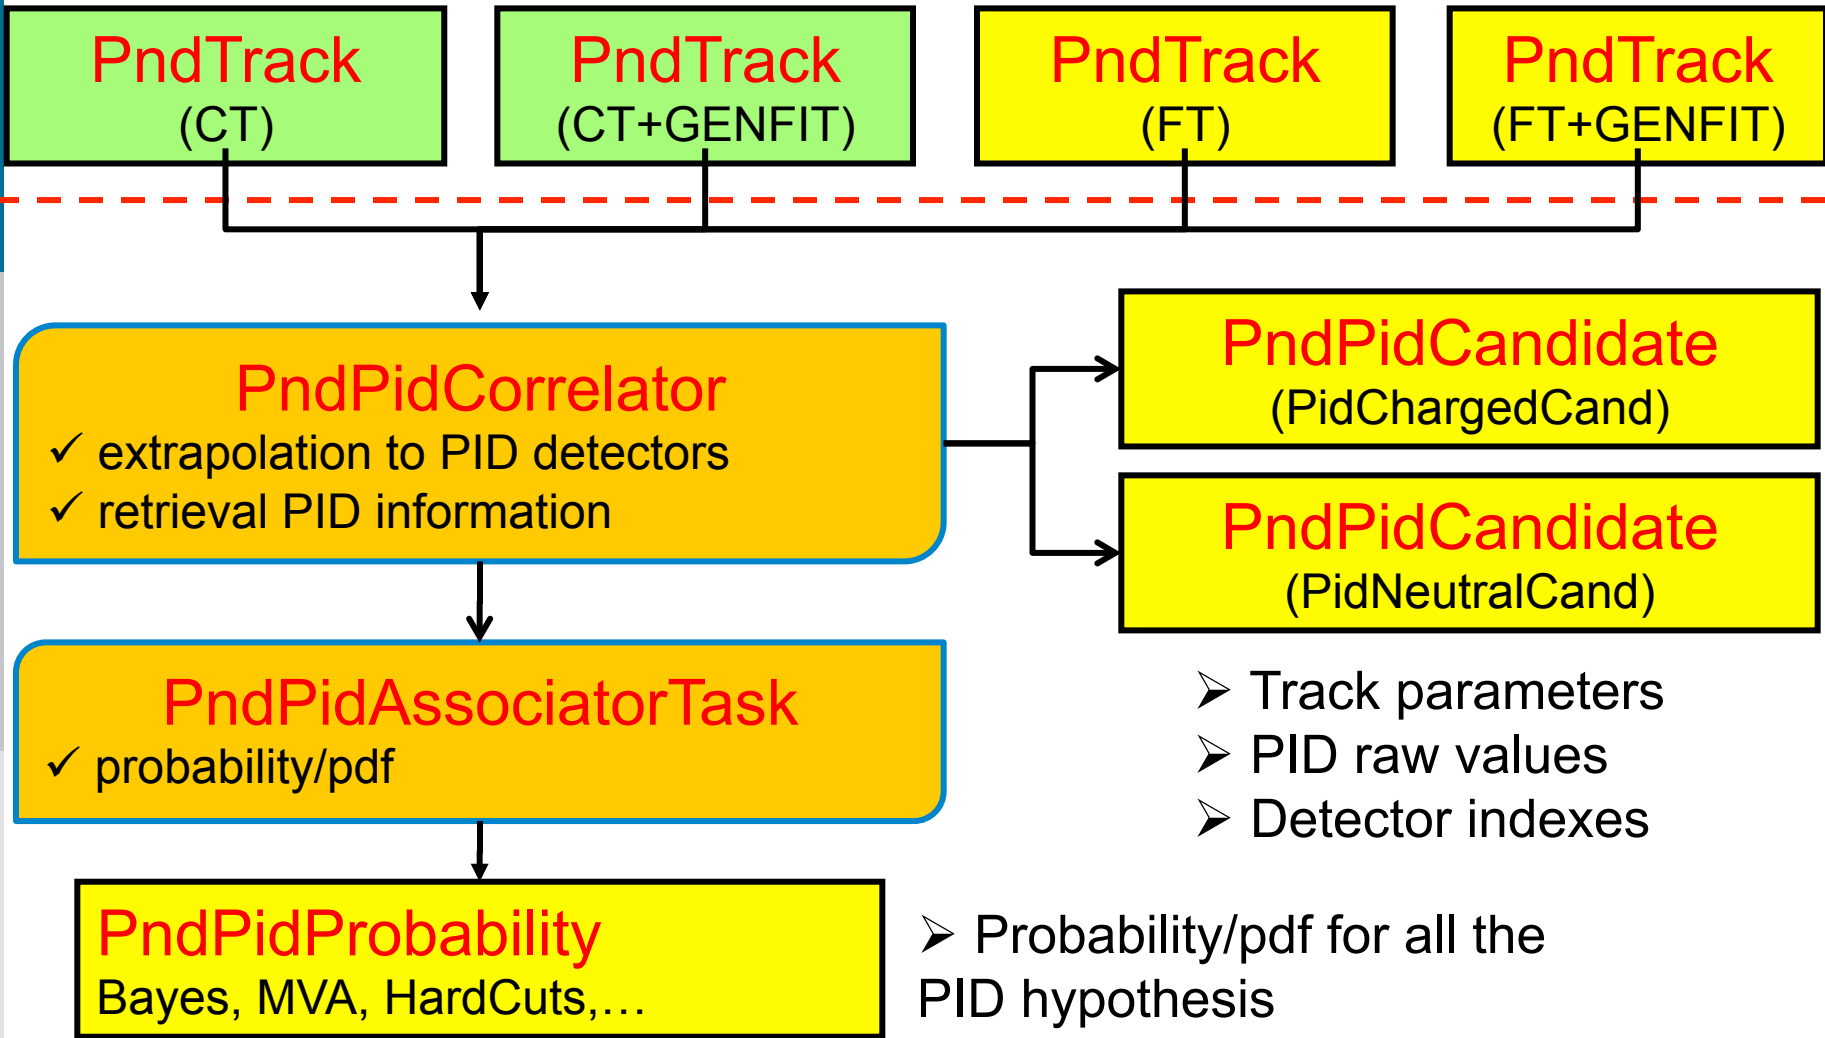 PndTrack
(CT)
PndTrack
(CT+GENFIT)
PndTrack
(FT)
PndTrack
(FT+GENFIT)
PndPidCorrelator
✓ extrapolation to PID detectors
✓ retrieval PID information
PndPidCandidate
(PidChargedCand)
PndPidCandidate
(PidNeutralCand)
PndPidAssociatorTask
✓ probability/pdf
➢ Track parameters
➢ PID raw values
➢ Detector indexes
PndPidProbability
Bayes, MVA, HardCuts,…
➢ Probability/pdf for all the
PID hypothesis